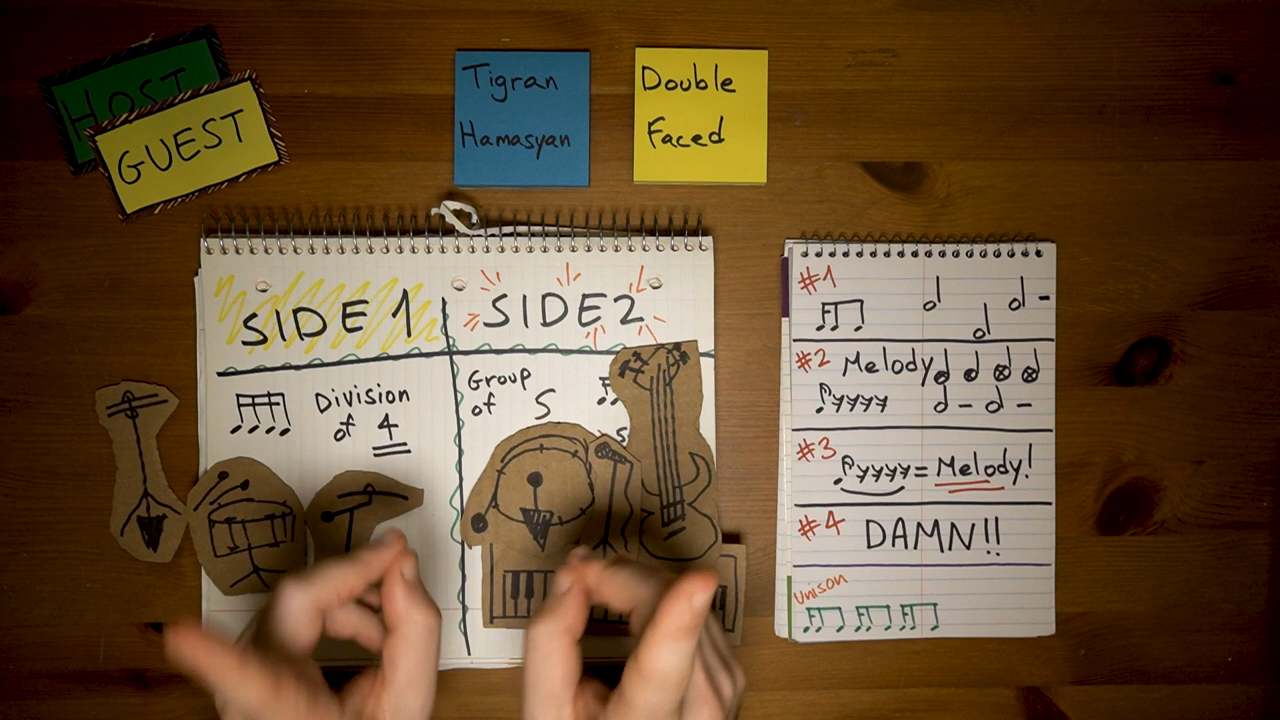 HOST
GUEST
Tigran
Hamasyan
Double
Faced
SIDE 1
SIDE 2
Division
of 4
Group
of 5
#1
#2 Melody
#3
= Melody!
#4 DAMN!!
Unison